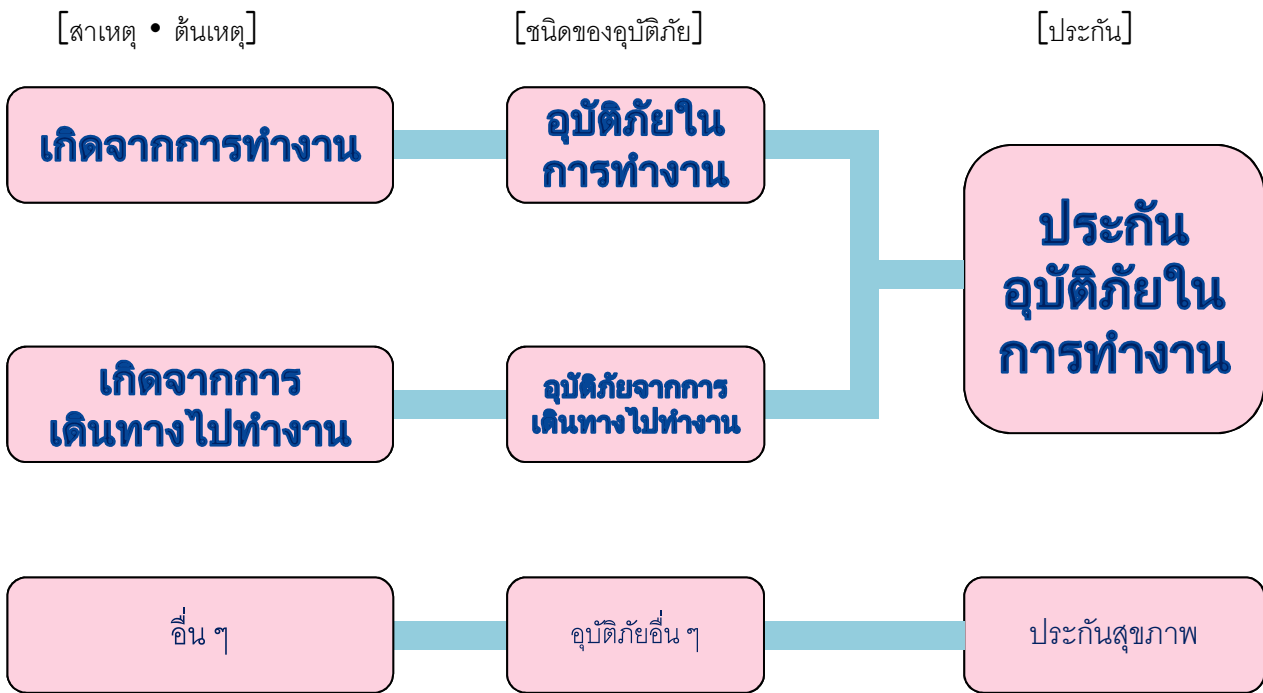 [สาเหตุ • ต้นเหตุ]
[ชนิดของอุบัติภัย]
[ประกัน]
เกิดจากการทำงาน
อุบัติภัยใน
การทำงาน
ประกัน
อุบัติภัยใน
การทำงาน
เกิดจากการ
เดินทางไปทำงาน
อุบัติภัยจากการ
เดินทางไปทำงาน
อื่น ๆ
อุบัติภัยอื่น ๆ
ประกันสุขภาพ